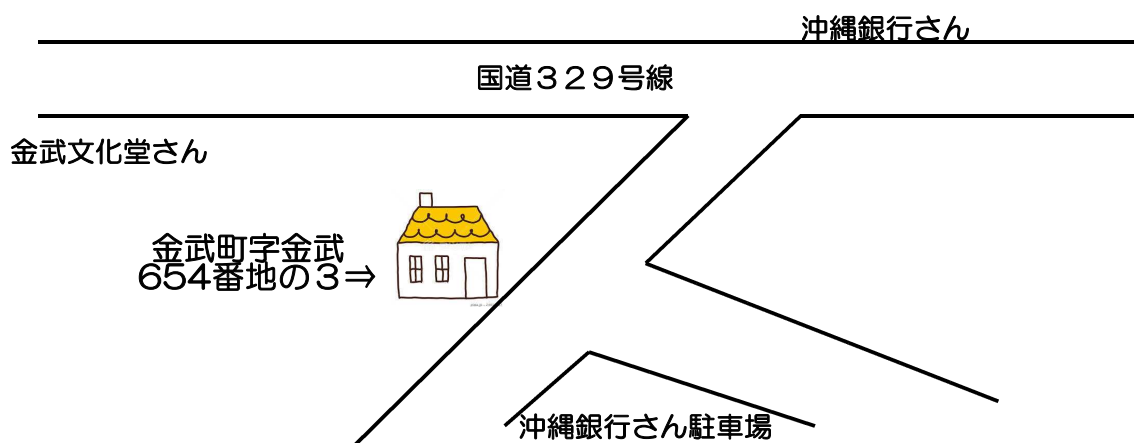 沖縄銀行さん
国道３２９号線
金武文化堂さん
金武町字金武
654番地の３⇒
沖縄銀行さん駐車場